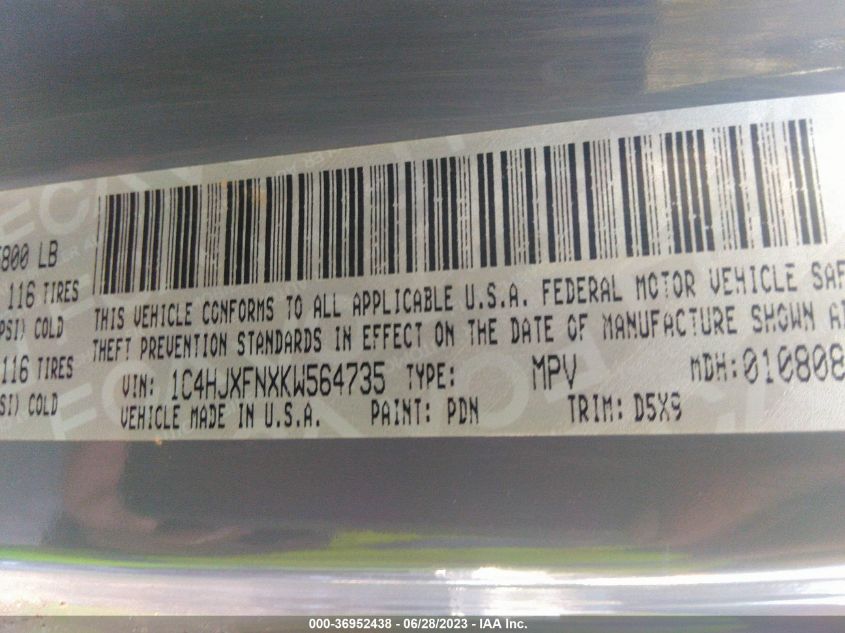 800 LB
116 TIRES
PSI) COLD
116 TIRES
SI) COLD
THIS VEHICLE CONFORMS TO ALL APPLICABLE U.S.A. FEDERAL MOTOR VEHICLE SAF
THEFT PREVENTION STANDARDS IN EFFECT ON THE DATE OF MANUFACTURE SHOWN A
VIN: 1C4HJXFNXKW564735 TYPE: MPV MDH:010808
VEHICLE MADE IN U.S.A. PAINT: PDN TRIM: D5X9
000-36952438 - 06/28/2023 - IAA Inc.